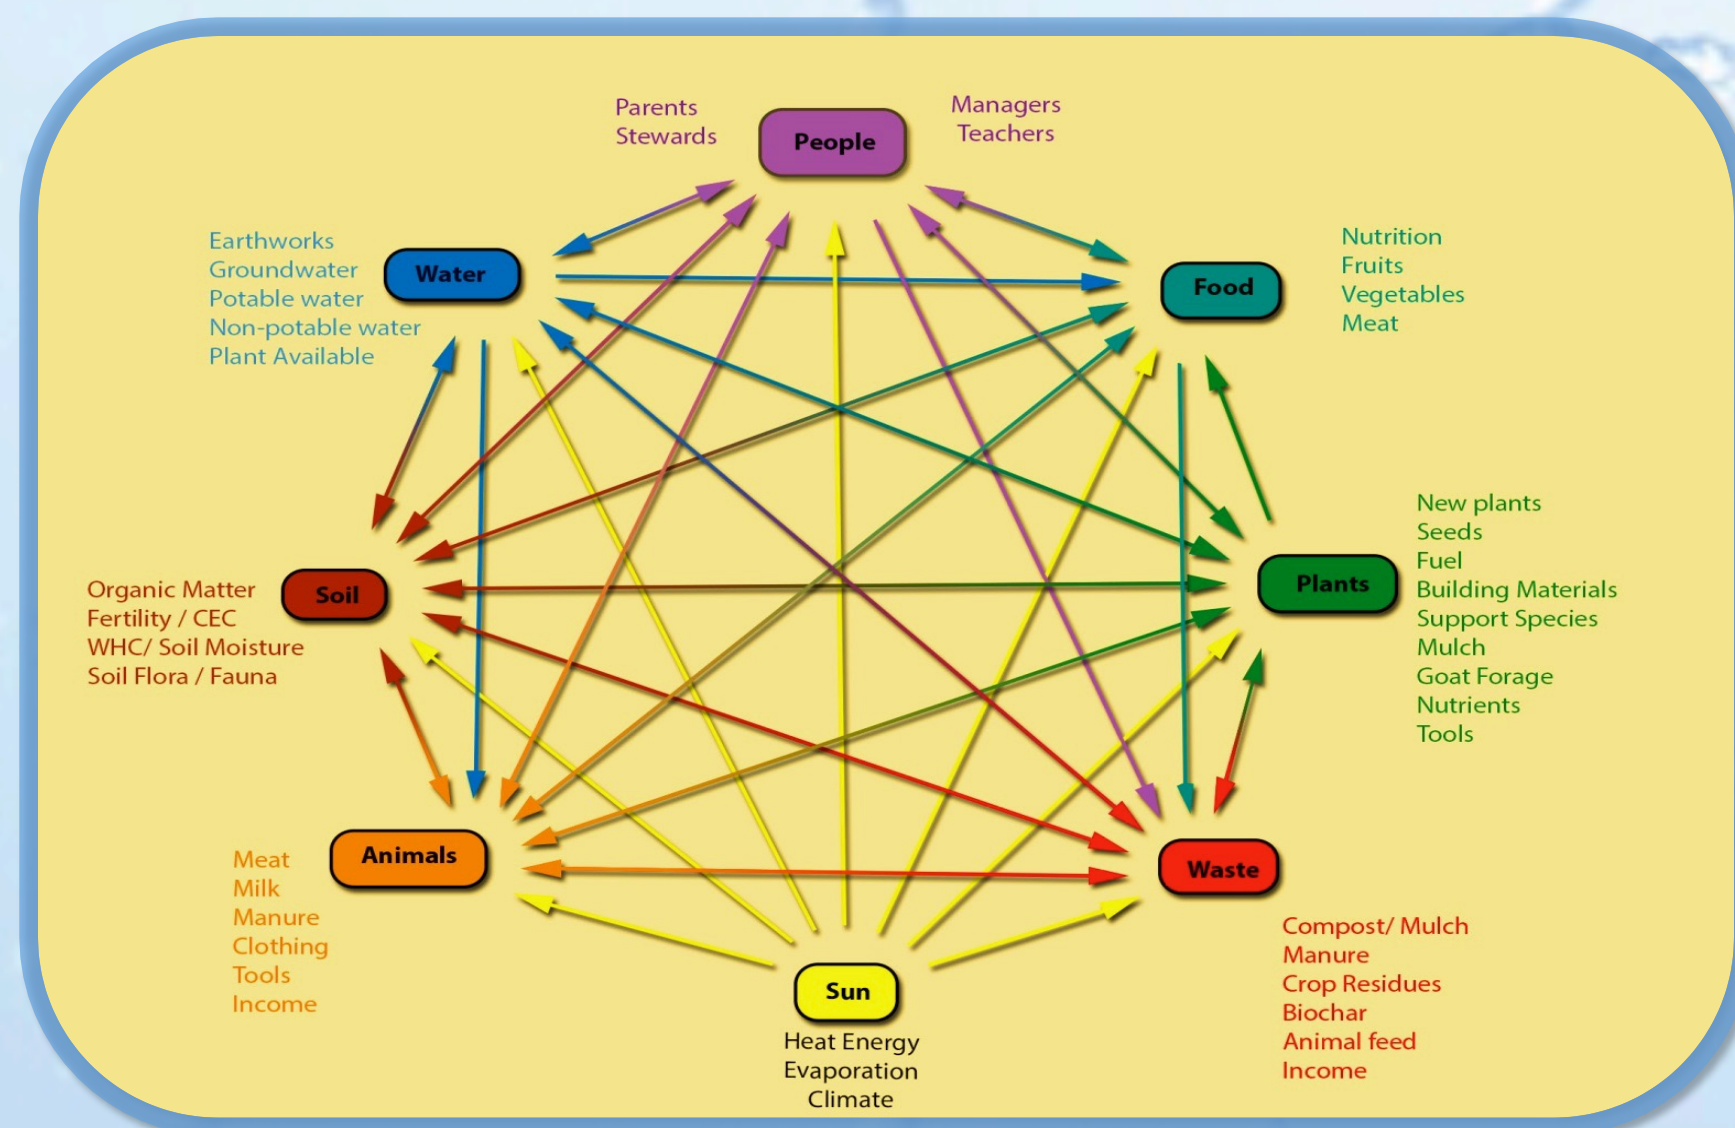 Parents
Stewards
People
Managers
Teachers
Earthworks
Groundwater
Potable water
Non-potable water
Plant Available
Water
Food
Nutrition
Fruits
Vegetables
Meat
Organic Matter
Fertility / CEC
WHC/ Soil Moisture
Soil Flora / Fauna
Soil
Plants
New plants
Seeds
Fuel
Building Materials
Support Species
Mulch
Goat Forage
Nutrients
Tools
Meat
Milk
Manure
Clothing
Tools
Income
Animals
Waste
Compost/ Mulch
Manure
Crop Residues
Biochar
Animal feed
Income
Sun
Heat Energy
Evaporation
Climate